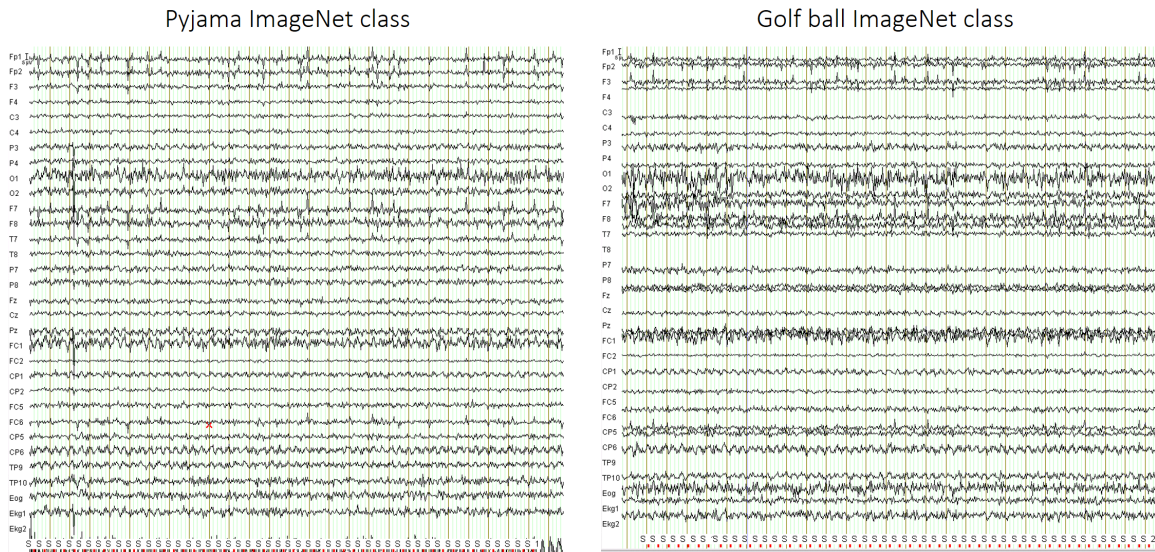 Pyjama ImageNet class
Golf ball ImageNet class
Fp1
Fp2
F3
F4
C3
C4
P3
P4
O1
O2
F7
F8
T7
T8
P7
P8
Fz
Cz
Pz
FC1
FC2
CP1
CP2
FC5
FC6
CP5
CP6
TP9
TP10
Eog
Ekg1
Ekg2
S S S S S S S S S S S S S S S S S S S S S S S S S S S S S S S S S S S S S S S S
Fp1
Fp2
F3
F4
C3
C4
P3
P4
O1
O2
F7
F8
T7
T8
P7
P8
Fz
Cz
Pz
FC1
FC2
CP1
CP2
FC5
FC6
CP5
CP6
TP9
TP10
Eog
Ekg1
Ekg2
S S S S S S S S S S S S S S S S S S S S S S S S S S S S S S S S S S S S S S S S S S S S S S S S S S S 2